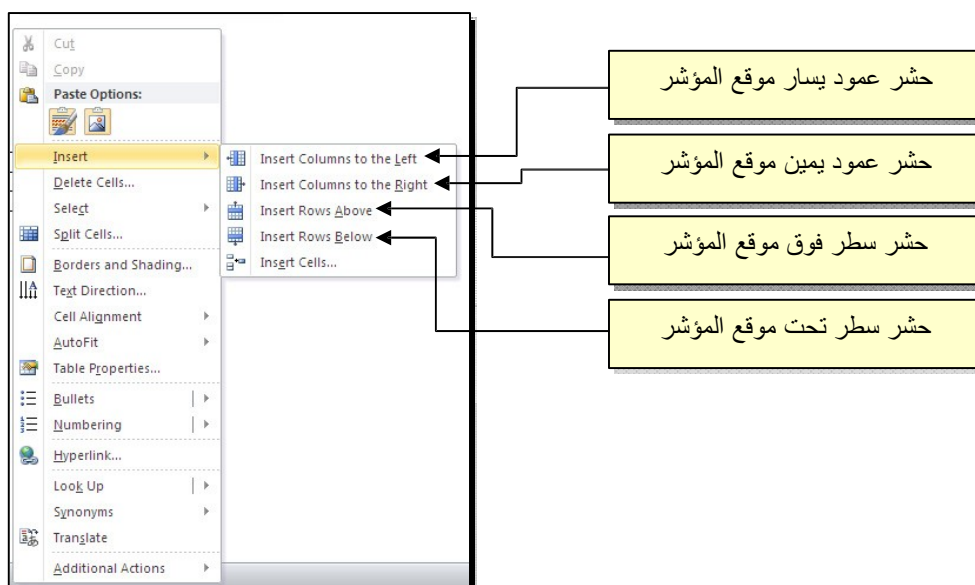 Cut
Copy
Paste Options:
Insert
Delete Cells...
Select
Split Cells...
Borders and Shading...
Text Direction...
Cell Alignment
AutoFit
Table Properties...
Bullets
Numbering
Hyperlink...
Look Up
Synonyms
Translate
Additional Actions
Insert Columns to the Left
Insert Columns to the Right
Insert Rows Above
Insert Rows Below
Insert Cells...
حشر عمود يسار موقع المؤشر
حشر عمود يمين موقع المؤشر
حشر سطر فوق موقع المؤشر
حشر سطر تحت موقع المؤشر